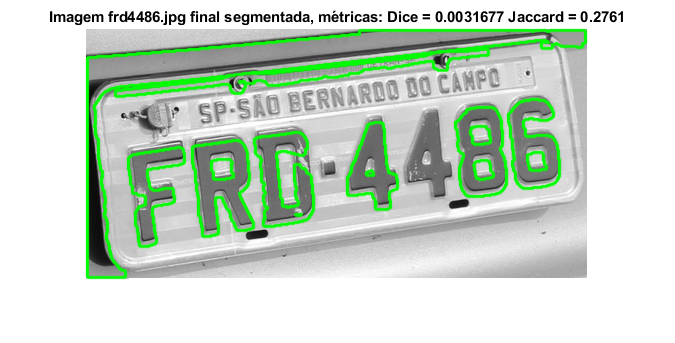 Imagem frd4486.jpg final segmentada, métricas: Dice = 0.0031677 Jaccard = 0.2761
SP-SÃO BERNARDO DO CAMPO
FRD·4486